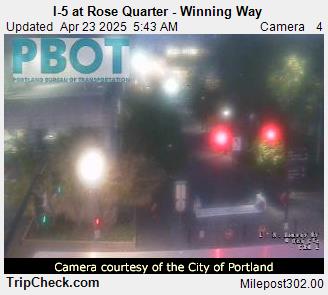 I-5 at Rose Quarter - Winning Way
Updated Apr 23 2025 5:43 AM Camera 4
PBOT
PORTLAND BUREAU OF TRANSPORTATION
Camera courtesy of the City of Portland
TripCheck.com Milepost302.00